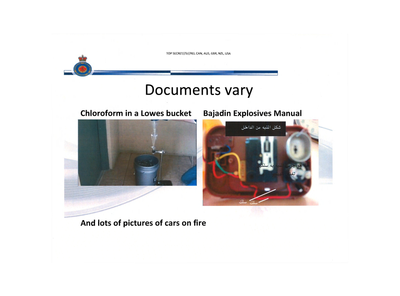 Documents vary
Chloroform in a Lowes bucket
Bajadin Explosives Manual
And lots of pictures of cars on fire